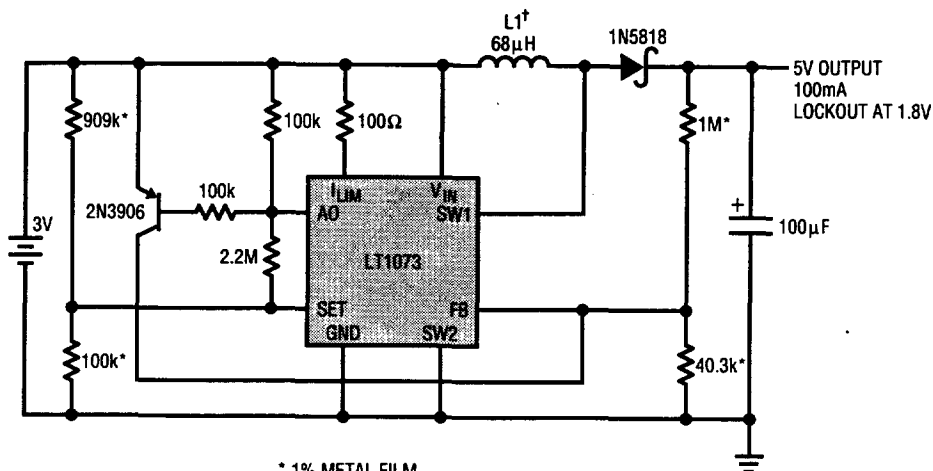 L1†
68µH
1N5818
5V OUTPUT
100mA
LOCKOUT AT 1.8V
909k*
100k
100Ω
1M*
100k
2N3906
3V
2.2M
ILIM
VIN
AO
SW1
LT1073
+
100µF
SET
FB
GND
SW2
100k*
40.3k*
* 1% METAL FILM